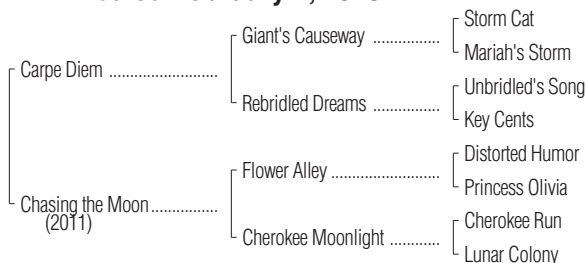 Storm Cat
Giant's Causeway ................
Mariah's Storm
Carpe Diem ..........................
Unbridled's Song
Rebridled Dreams ................
Key Cents
Distorted Humor
Flower Alley ..........................
Princess Olivia
Chasing the Moon ................
(2011)
Cherokee Run
Cherokee Moonlight ............
Lunar Colony